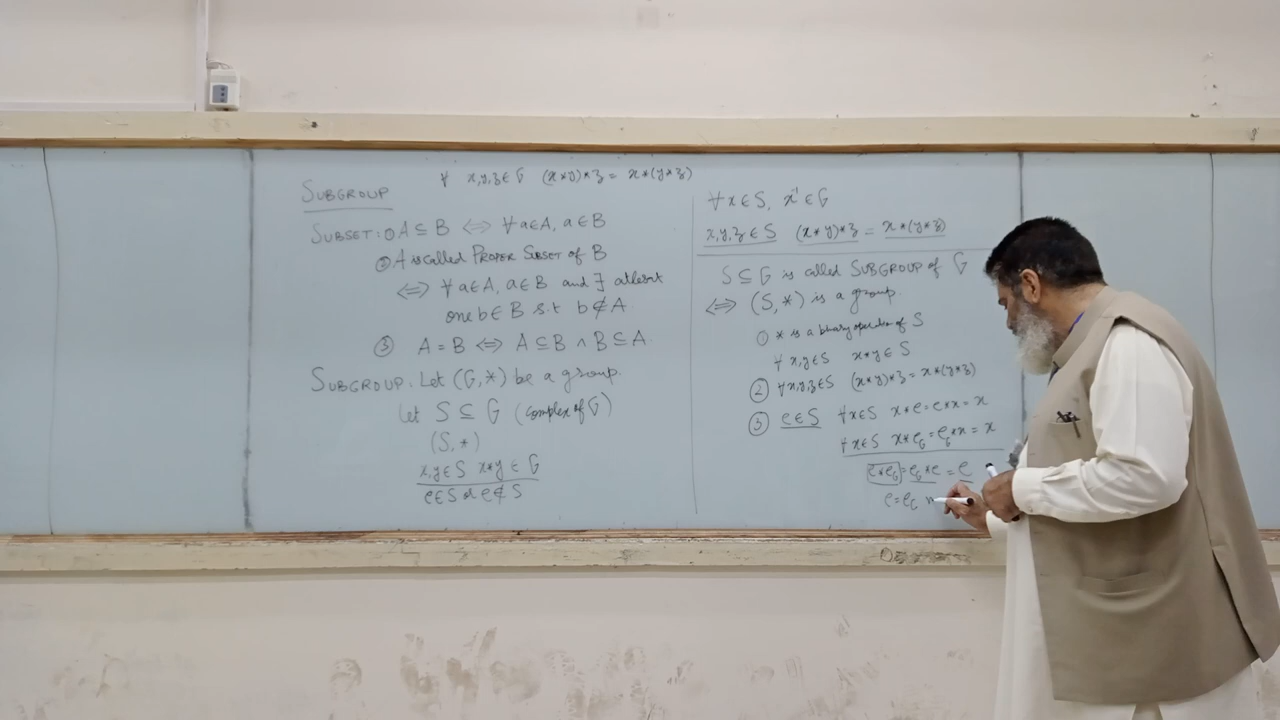 ∀ x,y,z ∈ G (x*y)*z = x*(y*z)
SUBGROUP
SUBSET: ① A ⊆ B ⟺ ∀ a∈A, a∈B
② A is called PROPER SUBSET of B
⟺ ∀ a∈A, a∈B and ∃ atleast
one b ∈ B s.t b ∉ A
③ A = B ⟺ A ⊆ B ∧ B ⊆ A
SUBGROUP: Let (G,*) be a group.
Let S ⊆ G (complex of G)
(S,*)
x,y∈S x*y ∈ G
e∈S or e∉S
∀ x∈S, x⁻¹ ∈ G
x,y,z ∈ S (x*y)*z = x*(y*z)
S ⊆ G is called SUBGROUP of G
⟺ (S,*) is a group.
① * is a binary operation of S
∀ x,y∈S x*y ∈ S
② ∀x,y,z∈S (x*y)*z = x*(y*z)
③ e∈S ∀x∈S x*e = e*x = x
∀x∈S x*e_G = e_G*x = x
e*e_G = e_G*e = e
e = e_G